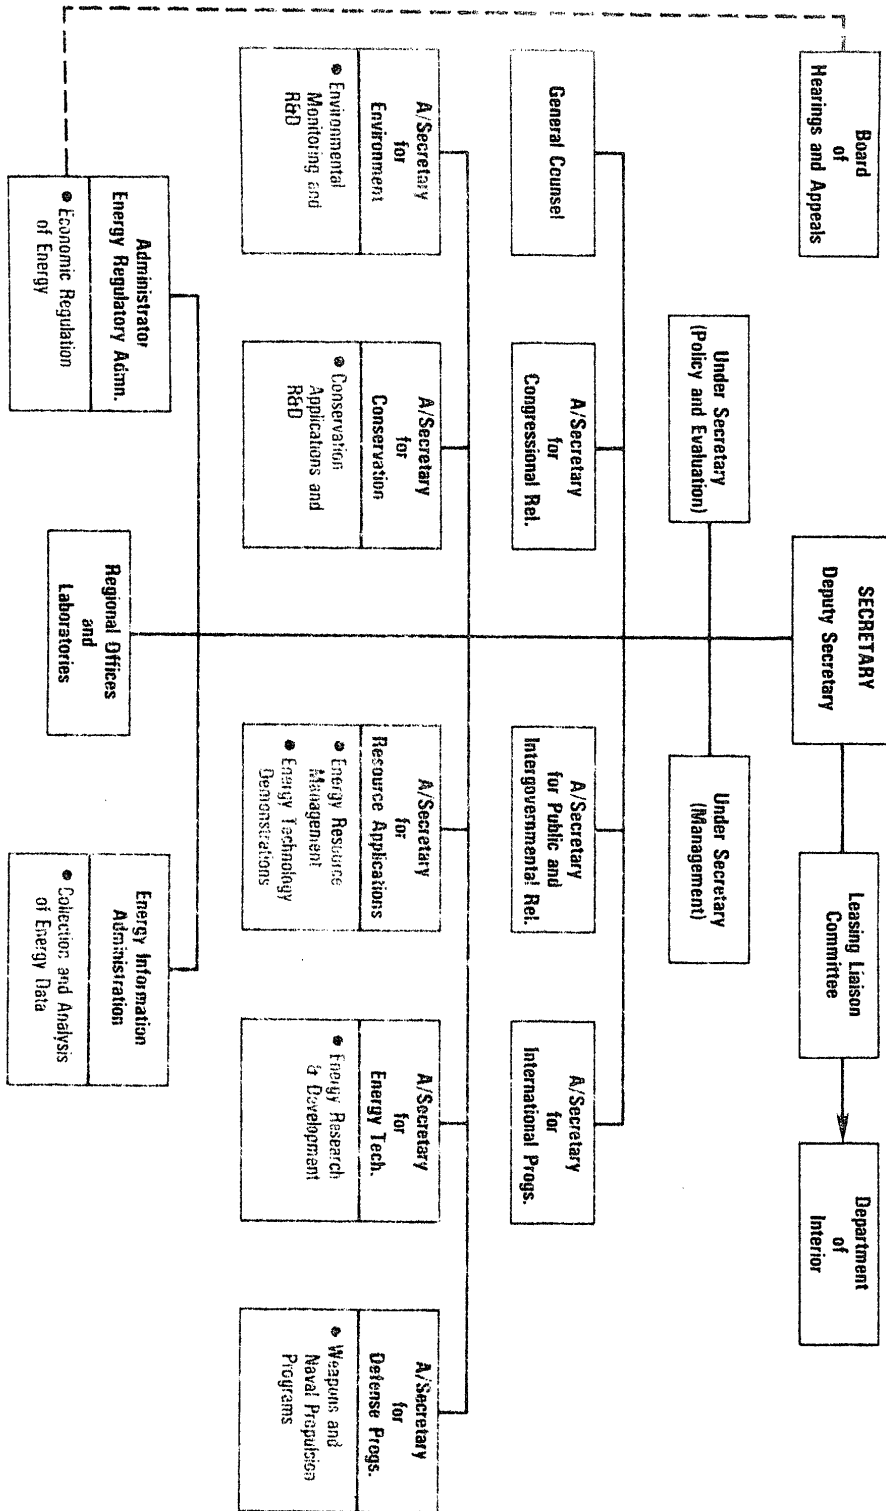 SECRETARY
Deputy Secretary
Board
of
Hearings and Appeals
Leasing Liaison
Committee
Department
of
Interior
Under Secretary
(Policy and Evaluation)
Under Secretary
(Management)
General Counsel
A/Secretary
for
Congressional Rel.
A/Secretary
for Public and
Intergovernmental Rel.
A/Secretary
for
International Progs.
A/Secretary
for
Environment
● Environmental
Monitoring and
R&D
A/Secretary
for
Conservation
● Conservation
Applications and
R&D
A/Secretary
for
Resource Applications
● Energy Resource
Management
● Energy Technology
Demonstrations
A/Secretary
for
Energy Tech.
● Energy Research
& Development
A/Secretary
for
Defense Progs.
● Weapons and
Naval Propulsion
Programs
Administrator
Energy Regulatory Admn.
● Economic Regulation
of Energy
Regional Offices
and
Laboratories
Energy Information
Administration
● Collection and Analysis
of Energy Data